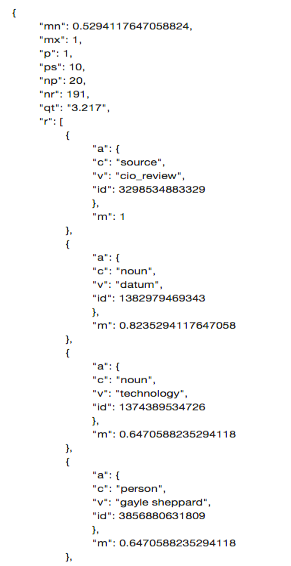 {
"mn": 0.5294117647058824,
"mx": 1,
"p": 1,
"ps": 10,
"np": 20,
"nr": 191,
"qt": "3.217",
"r": [
{
"a": {
"c": "source",
"v": "cio_review",
"id": 3298534883329
},
"m": 1
},
{
"a": {
"c": "noun",
"v": "datum",
"id": 1382979469343
},
"m": 0.8235294117647058
},
{
"a": {
"c": "noun",
"v": "technology",
"id": 1374389534726
},
"m": 0.6470588235294118
},
{
"a": {
"c": "person",
"v": "gayle sheppard",
"id": 3856880631809
},
"m": 0.6470588235294118
},